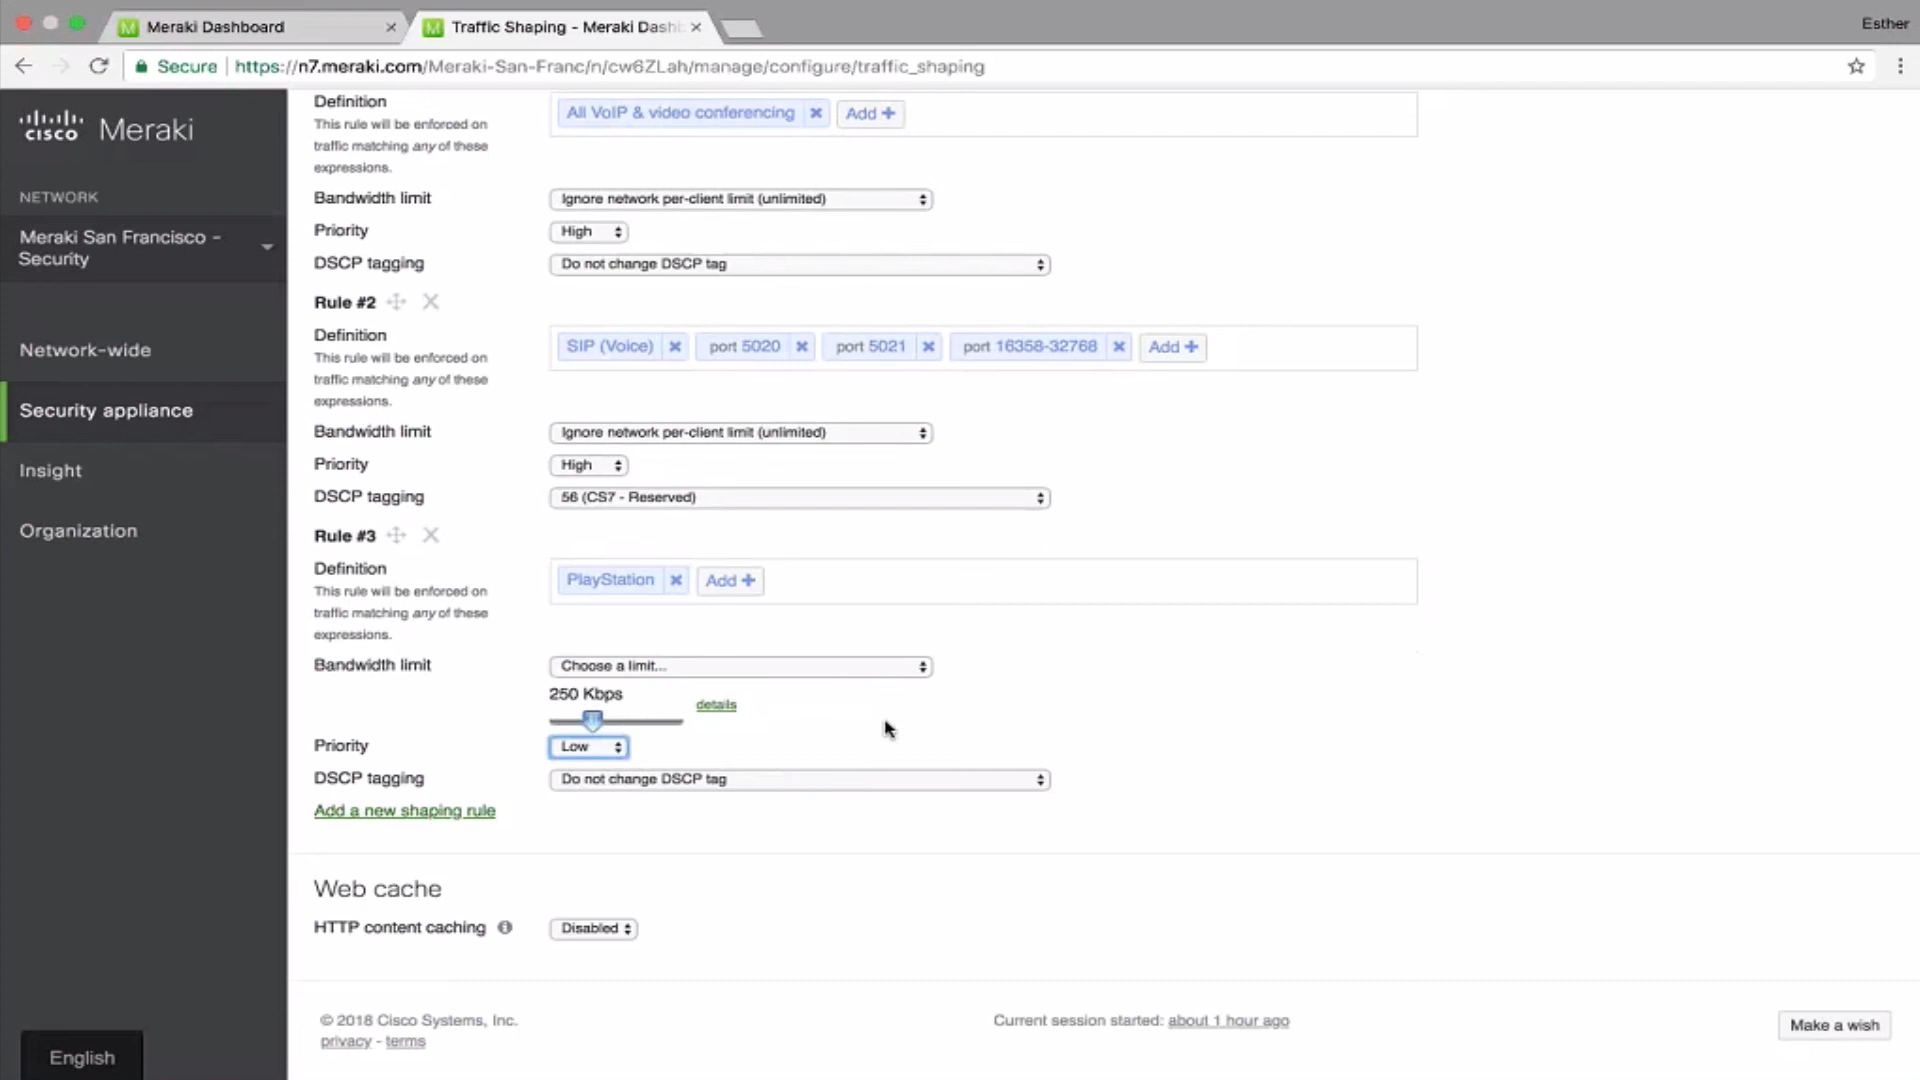 Meraki Dashboard
Traffic Shaping - Meraki Dash
Esther
Secure https://n7.meraki.com/Meraki-San-Franc/n/cw6ZLah/manage/configure/traffic_shaping
cisco Meraki
NETWORK
Meraki San Francisco -
Security
Network-wide
Security appliance
Insight
Organization
English
Definition
This rule will be enforced on
traffic matching any of these
expressions.
All VoIP & video conferencing Add
Bandwidth limit Ignore network per-client limit (unlimited)
Priority High
DSCP tagging Do not change DSCP tag
Rule #2
Definition
This rule will be enforced on
traffic matching any of these
expressions.
SIP (Voice) port 5020 port 5021 port 16358-32768 Add
Bandwidth limit Ignore network per-client limit (unlimited)
Priority High
DSCP tagging 56 (CS7 - Reserved)
Rule #3
Definition
This rule will be enforced on
traffic matching any of these
expressions.
PlayStation Add
Bandwidth limit Choose a limit...
250 Kbps details
Priority Low
DSCP tagging Do not change DSCP tag
Add a new shaping rule
Web cache
HTTP content caching Disabled
© 2018 Cisco Systems, Inc.
privacy - terms
Current session started: about 1 hour ago
Make a wish